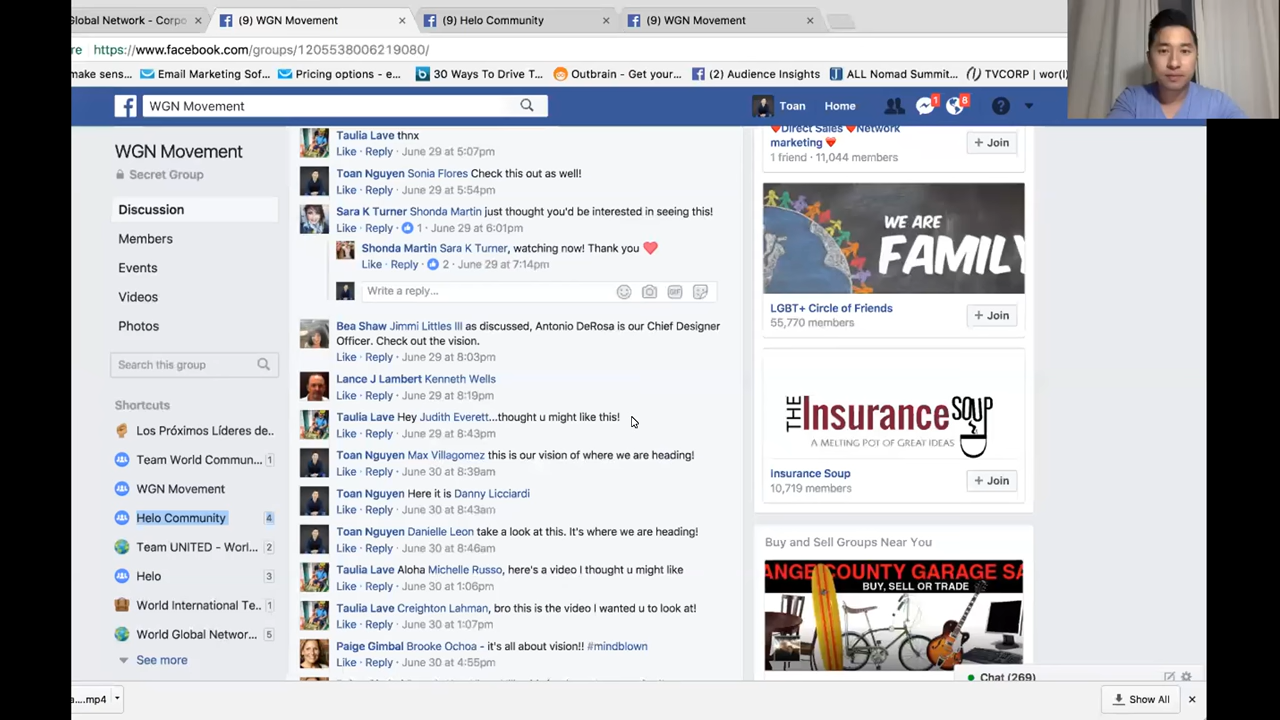 Global Network - Corpo
(9) WGN Movement
(9) Helo Community
(9) WGN Movement
re https://www.facebook.com/groups/1205538006219080/
make sens...
Email Marketing Sof...
Pricing options - e...
30 Ways To Drive T...
Outbrain - Get your...
(2) Audience Insights
ALL Nomad Summit...
TVCORP | wor(l
WGN Movement
Toan
Home
1
8
WGN Movement
Secret Group
Discussion
Members
Events
Videos
Photos
Search this group
Shortcuts
Los Próximos Líderes de..
Team World Commun... 1
WGN Movement
Helo Community 4
Team UNITED - Worl... 2
Helo 3
World International Te.. 1
World Global Networ... 5
See more
Taulia Lave thnx
Like · Reply · June 29 at 5:07pm
Toan Nguyen Sonia Flores Check this out as well!
Like · Reply · June 29 at 5:54pm
Sara K Turner Shonda Martin just thought you'd be interested in seeing this!
Like · Reply · 1 · June 29 at 6:01pm
Shonda Martin Sara K Turner, watching now! Thank you ❤
Like · Reply · 2 · June 29 at 7:14pm
Write a reply...
GIF
Bea Shaw Jimmi Littles III as discussed, Antonio DeRosa is our Chief Designer
Officer. Check out the vision.
Like · Reply · June 29 at 8:03pm
Lance J Lambert Kenneth Wells
Like · Reply · June 29 at 8:19pm
Taulia Lave Hey Judith Everett...thought u might like this!
Like · Reply · June 29 at 8:43pm
Toan Nguyen Max Villagomez this is our vision of where we are heading!
Like · Reply · June 30 at 8:39am
Toan Nguyen Here it is Danny Licciardi
Like · Reply · June 30 at 8:43am
Toan Nguyen Danielle Leon take a look at this. It's where we are heading!
Like · Reply · June 30 at 8:46am
Taulia Lave Aloha Michelle Russo, here's a video I thought u might like
Like · Reply · June 30 at 1:06pm
Taulia Lave Creighton Lahman, bro this is the video I wanted u to look at!
Like · Reply · June 30 at 1:07pm
Paige Gimbal Brooke Ochoa - it's all about vision!! #mindblown
Like · Reply · June 30 at 4:55pm
❤Direct Sales ❤Network
marketing ❤
1 friend · 11,044 members
+ Join
WE ARE
FAMILY
LGBT+ Circle of Friends
55,770 members
+ Join
THE Insurance SOUP
A MELTING POT OF GREAT IDEAS
Insurance Soup
10,719 members
+ Join
Buy and Sell Groups Near You
ANGE COUNTY GARAGE SA
BUY, SELL OR TRADE
Chat (269)
a....mp4
Show All